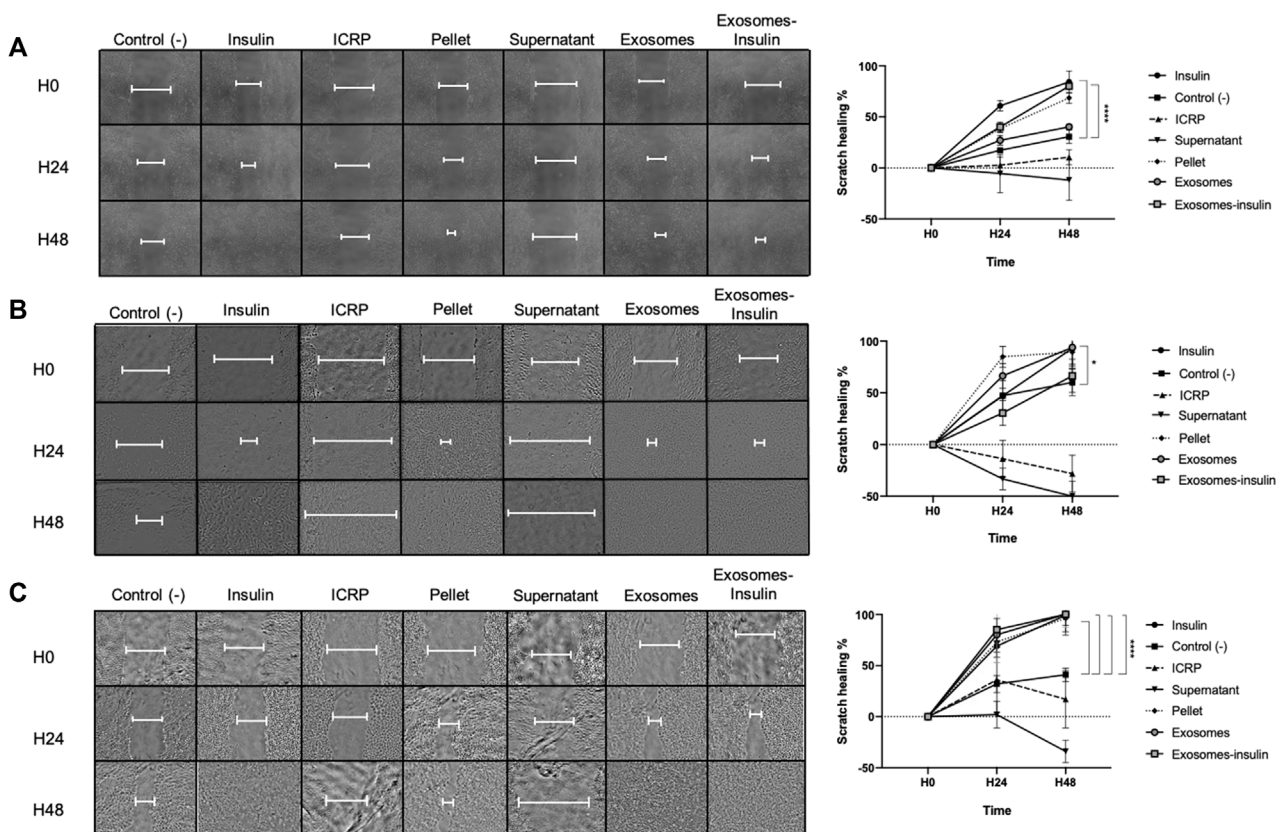 A
Control (-) Insulin ICRP Pellet Supernatant Exosomes Exosomes-
Insulin
H0
H24
H48
100
50
0
-50
Scratch healing %
H0 H24 H48
Time
****
Insulin
Control (-)
ICRP
Supernatant
Pellet
Exosomes
Exosomes-insulin
B
Control (-) Insulin ICRP Pellet Supernatant Exosomes Exosomes-
Insulin
H0
H24
H48
100
50
0
-50
Scratch healing %
H0 H24 H48
Time
*
Insulin
Control (-)
ICRP
Supernatant
Pellet
Exosomes
Exosomes-insulin
C
Control (-) Insulin ICRP Pellet Supernatant Exosomes Exosomes-
Insulin
H0
H24
H48
100
50
0
-50
Scratch healing %
H0 H24 H48
Time
****
Insulin
Control (-)
ICRP
Supernatant
Pellet
Exosomes
Exosomes-insulin